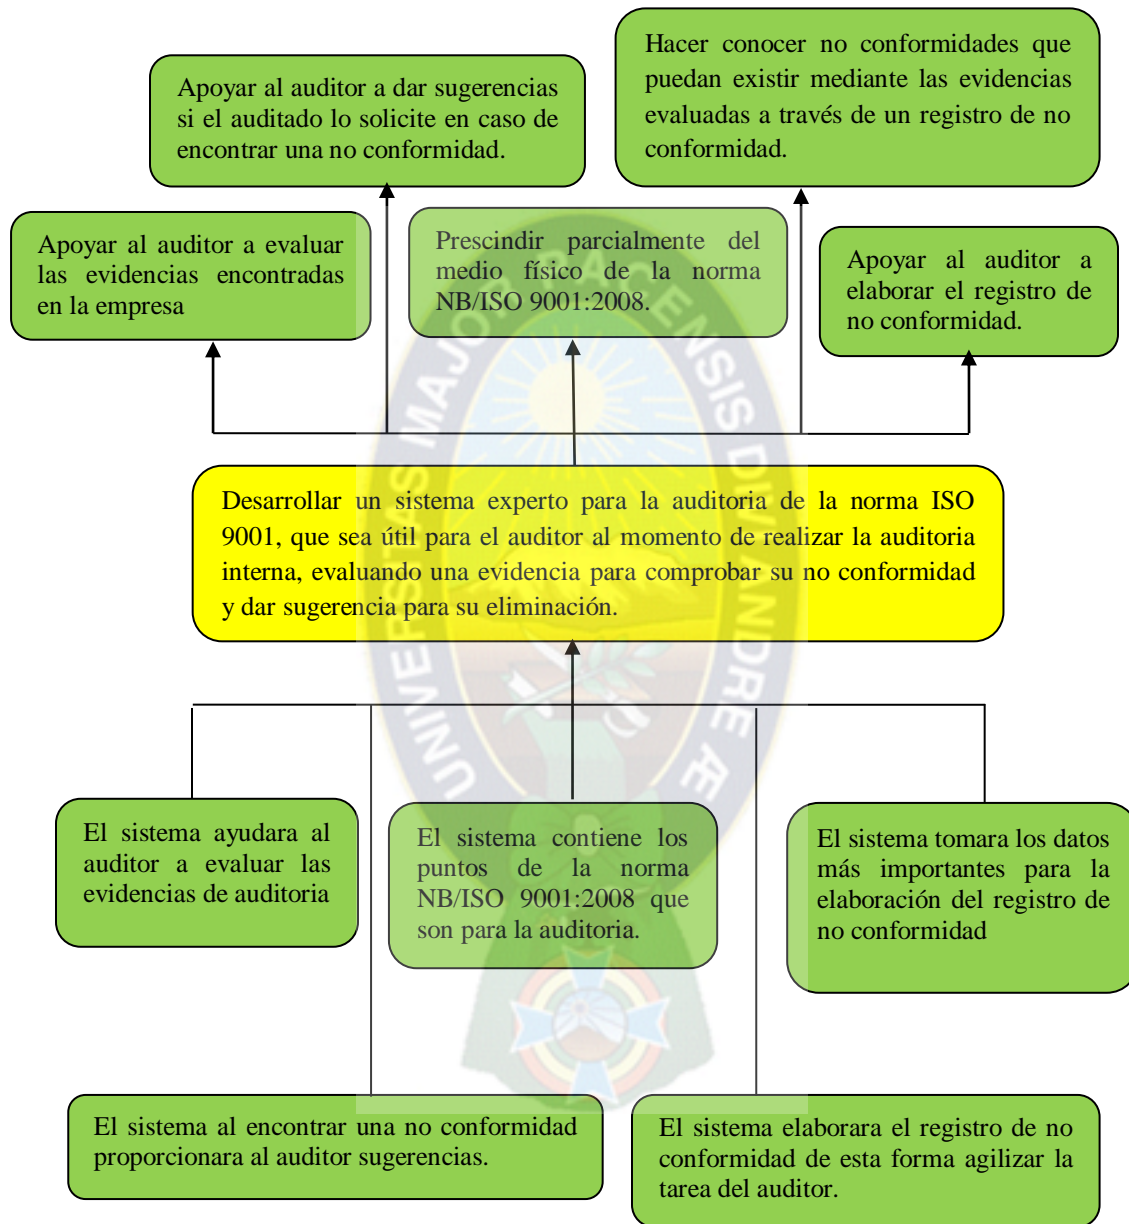 Hacer conocer no conformidades que
puedan existir mediante las evidencias
evaluadas a través de un registro de no
conformidad.
Apoyar al auditor a dar sugerencias
si el auditado lo solicite en caso de
encontrar una no conformidad.
Apoyar al auditor a evaluar
las evidencias encontradas
en la empresa
Prescindir parcialmente del
medio físico de la norma
NB/ISO 9001:2008.
Apoyar al auditor a
elaborar el registro de
no conformidad.
Desarrollar un sistema experto para la auditoria de la norma ISO
9001, que sea útil para el auditor al momento de realizar la auditoria
interna, evaluando una evidencia para comprobar su no conformidad
y dar sugerencia para su eliminación.
El sistema ayudara al
auditor a evaluar las
evidencias de auditoria
El sistema contiene los
puntos de la norma
NB/ISO 9001:2008 que
son para la auditoria.
El sistema tomara los datos
más importantes para la
elaboración del registro de
no conformidad
El sistema al encontrar una no conformidad
proporcionara al auditor sugerencias.
El sistema elaborara el registro de no
conformidad de esta forma agilizar la
tarea del auditor.
UNIVERSITAS MAJOR PACENSIS DIVI ANDRE Æ